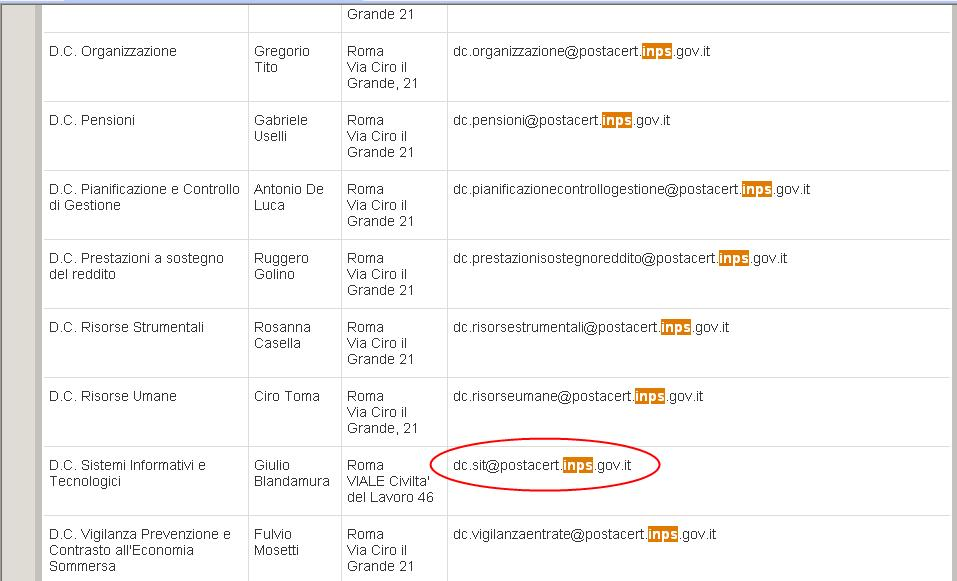 Grande 21
D.C. Organizzazione Gregorio Roma dc.organizzazione@postacert.inps.gov.it
Tito Via Ciro il
Grande, 21
D.C. Pensioni Gabriele Roma dc.pensioni@postacert.inps.gov.it
Uselli Via Ciro il
Grande 21
D.C. Pianificazione e Controllo Antonio De Roma dc.pianificazionecontrollogestione@postacert.inps.gov.it
di Gestione Luca Via Ciro il
Grande 21
D.C. Prestazioni a sostegno Ruggero Roma dc.prestazionisostegnoreddito@postacert.inps.gov.it
del reddito Golino Via Ciro il
Grande 21
D.C. Risorse Strumentali Rosanna Roma dc.risorsestrumentali@postacert.inps.gov.it
Casella Via Ciro il
Grande 21
D.C. Risorse Umane Ciro Toma Roma dc.risorseumane@postacert.inps.gov.it
Via Ciro il
Grande, 21
D.C. Sistemi Informativi e Giulio Roma dc.sit@postacert.inps.gov.it
Tecnologici Blandamura VIALE Civilta'
del Lavoro 46
D.C. Vigilanza Prevenzione e Fulvio Roma dc.vigilanzaentrate@postacert.inps.gov.it
Contrasto all'Economia Mosetti Via Ciro il
Sommersa Grande 21